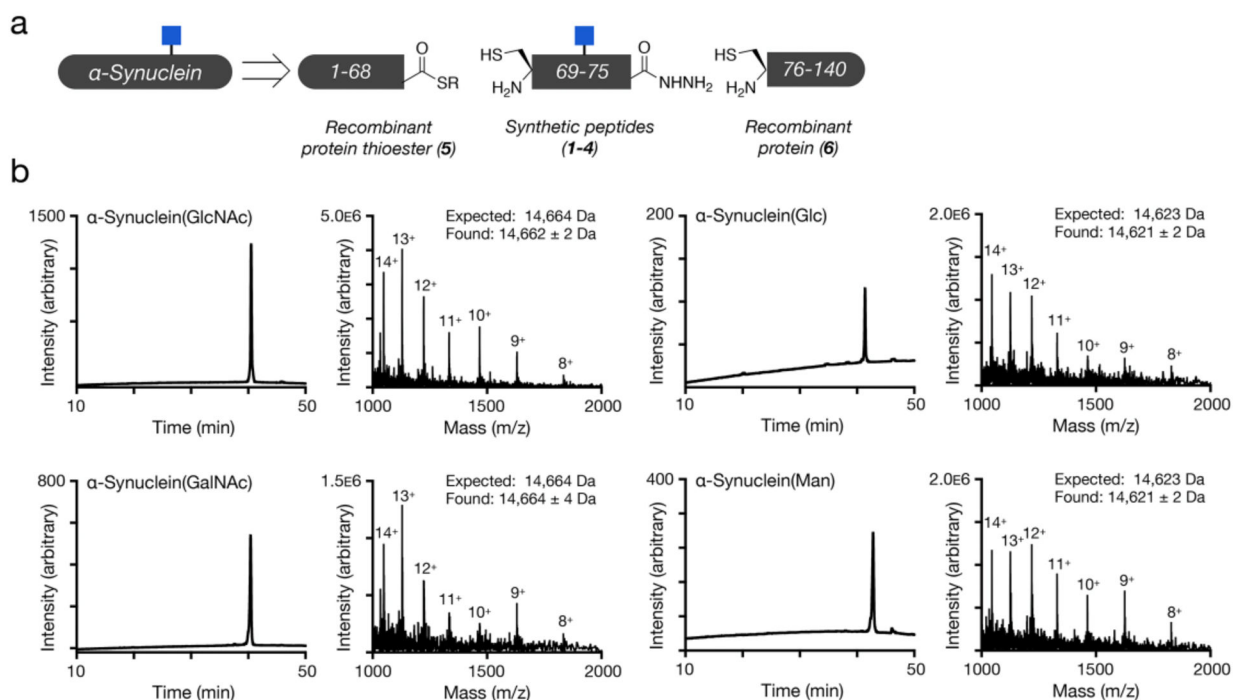 a
α-Synuclein
1-68
O
SR
HS
H₂N
69-75
O
NHNH₂
HS
H₂N
76-140
Recombinant
protein thioester (5)
Synthetic peptides
(1-4)
Recombinant
protein (6)
b
1500
α-Synuclein(GlcNAc)
Intensity (arbitrary)
10
50
Time (min)
5.0E6
Expected: 14,664 Da
Found: 14,662 ± 2 Da
Intensity (arbitrary)
14⁺
13⁺
12⁺
11⁺
10⁺
9⁺
8⁺
1000
1500
2000
Mass (m/z)
200
α-Synuclein(Glc)
Intensity (arbitrary)
10
50
Time (min)
2.0E6
Expected: 14,623 Da
Found: 14,621 ± 2 Da
Intensity (arbitrary)
14⁺
13⁺
12⁺
11⁺
10⁺
9⁺
8⁺
1000
1500
2000
Mass (m/z)
800
α-Synuclein(GalNAc)
Intensity (arbitrary)
10
50
Time (min)
1.5E6
Expected: 14,664 Da
Found: 14,664 ± 4 Da
Intensity (arbitrary)
14⁺
13⁺
12⁺
11⁺
10⁺
9⁺
8⁺
1000
1500
2000
Mass (m/z)
400
α-Synuclein(Man)
Intensity (arbitrary)
10
50
Time (min)
2.0E6
Expected: 14,623 Da
Found: 14,621 ± 2 Da
Intensity (arbitrary)
14⁺
13⁺
12⁺
11⁺
10⁺
9⁺
8⁺
1000
1500
2000
Mass (m/z)